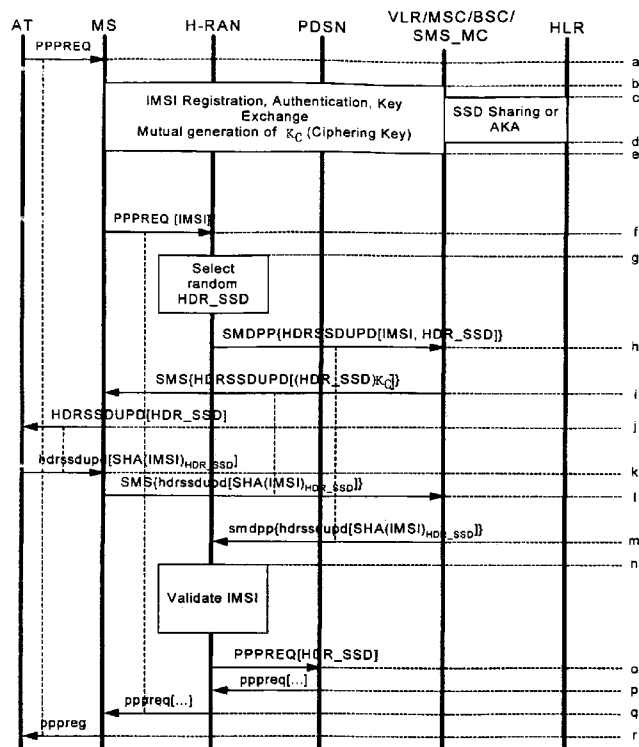 AT MS H-RAN PDSN VLR/MSC/BSC/ HLR
SMS_MC
PPPREQ
a
b
c
IMSI Registration, Authentication, Key
Exchange
Mutual generation of KC (Ciphering Key)
SSD Sharing or
AKA
d
e
PPPREQ [IMSI]
f
g
Select
random
HDR_SSD
SMDPP{HDRSSDUPD[IMSI, HDR_SSD]}
h
SMS{HDRSSDUPD[(HDR_SSD)KC]}
i
HDRSSDUPD[HDR_SSD]
j
hdrssdupd[SHA(IMSI)HDR_SSD]
k
SMS{hdrssdupd[SHA(IMSI)HDR_SSD]}
l
smdpp{hdrssdupd[SHA(IMSI)HDR_SSD]}
m
n
Validate IMSI
PPPREQ[HDR_SSD]
o
pppreq[...]
p
pppreq[...]
q
pppreq
r